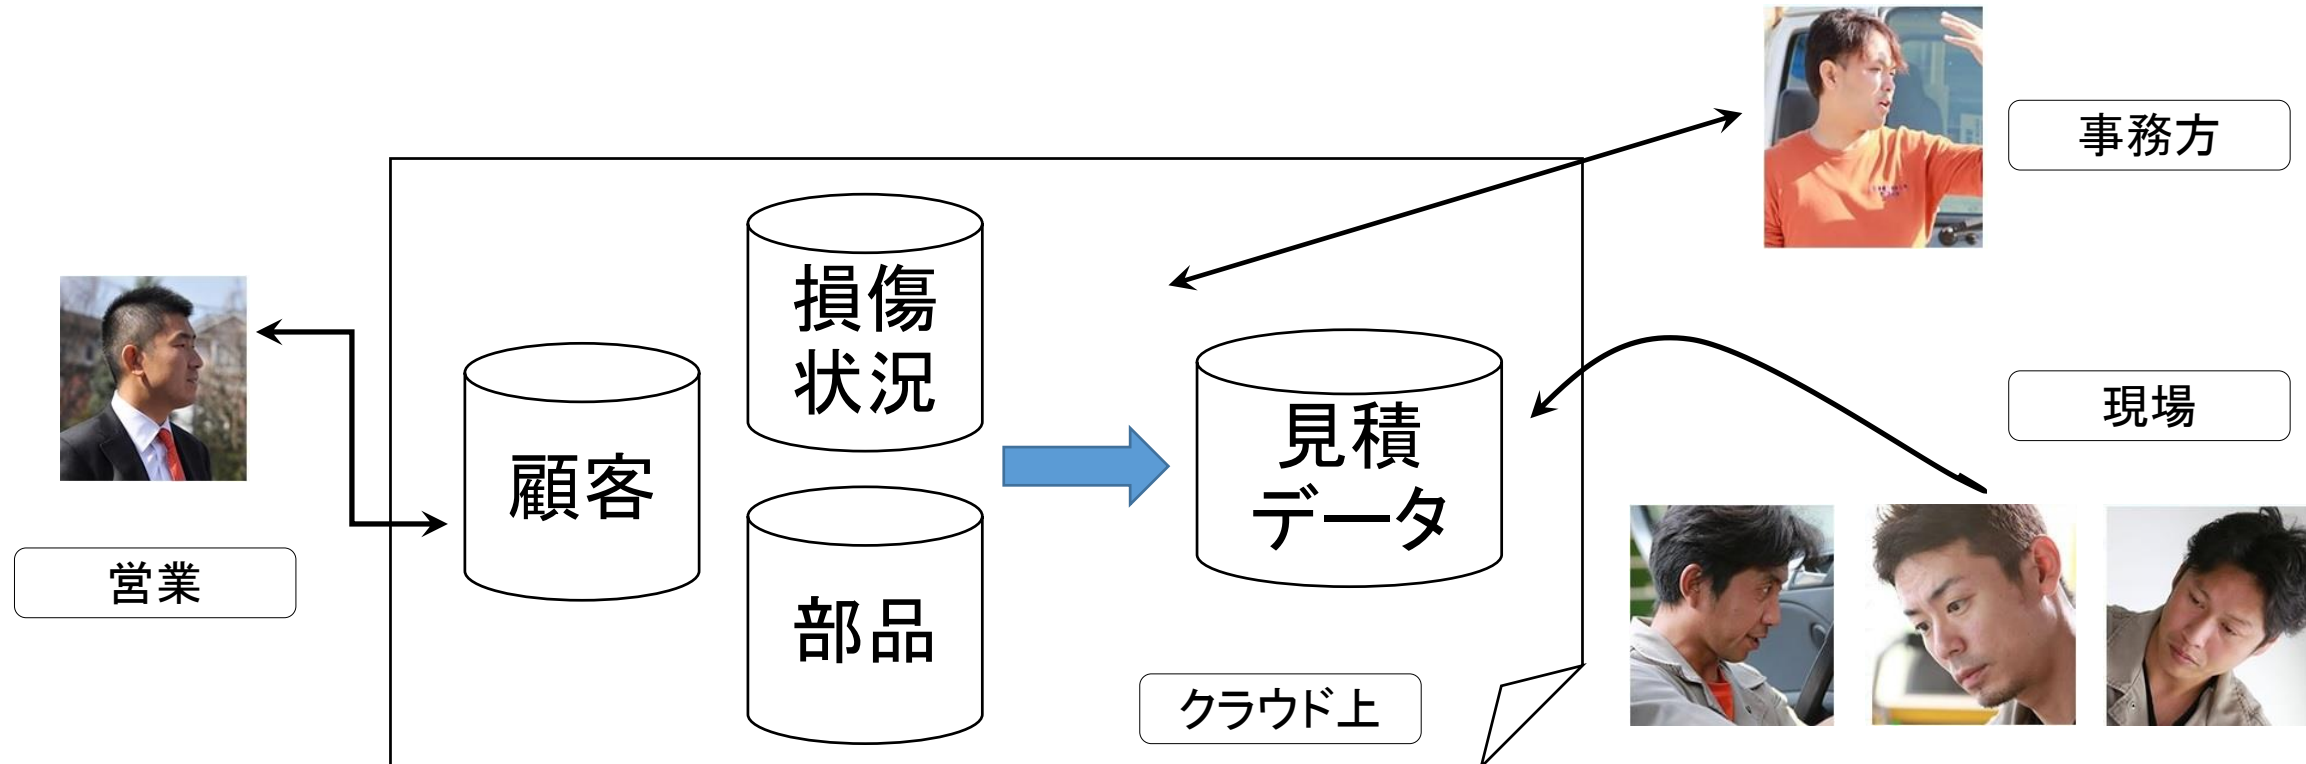 事務方
損傷
状況
顧客
見積
データ
現場
営業
部品
クラウド上